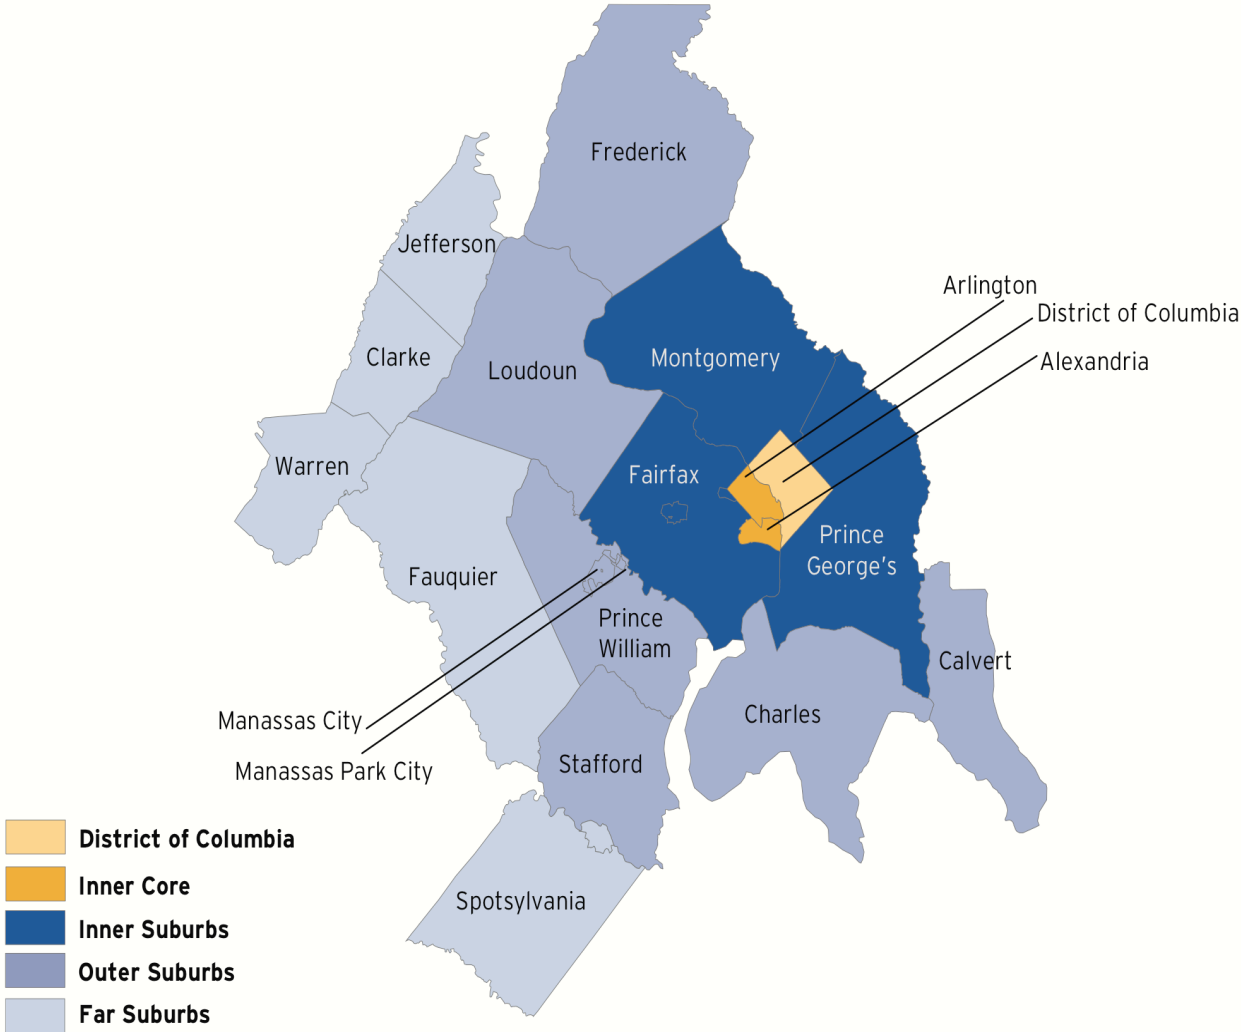 Frederick
Jefferson
Arlington
District of Columbia
Clarke
Montgomery
Alexandria
Loudoun
Warren
Fairfax
Prince
George's
Fauquier
Prince
William
Calvert
Manassas City
Charles
Manassas Park City
Stafford
District of Columbia
Inner Core
Spotsylvania
Inner Suburbs
Outer Suburbs
Far Suburbs